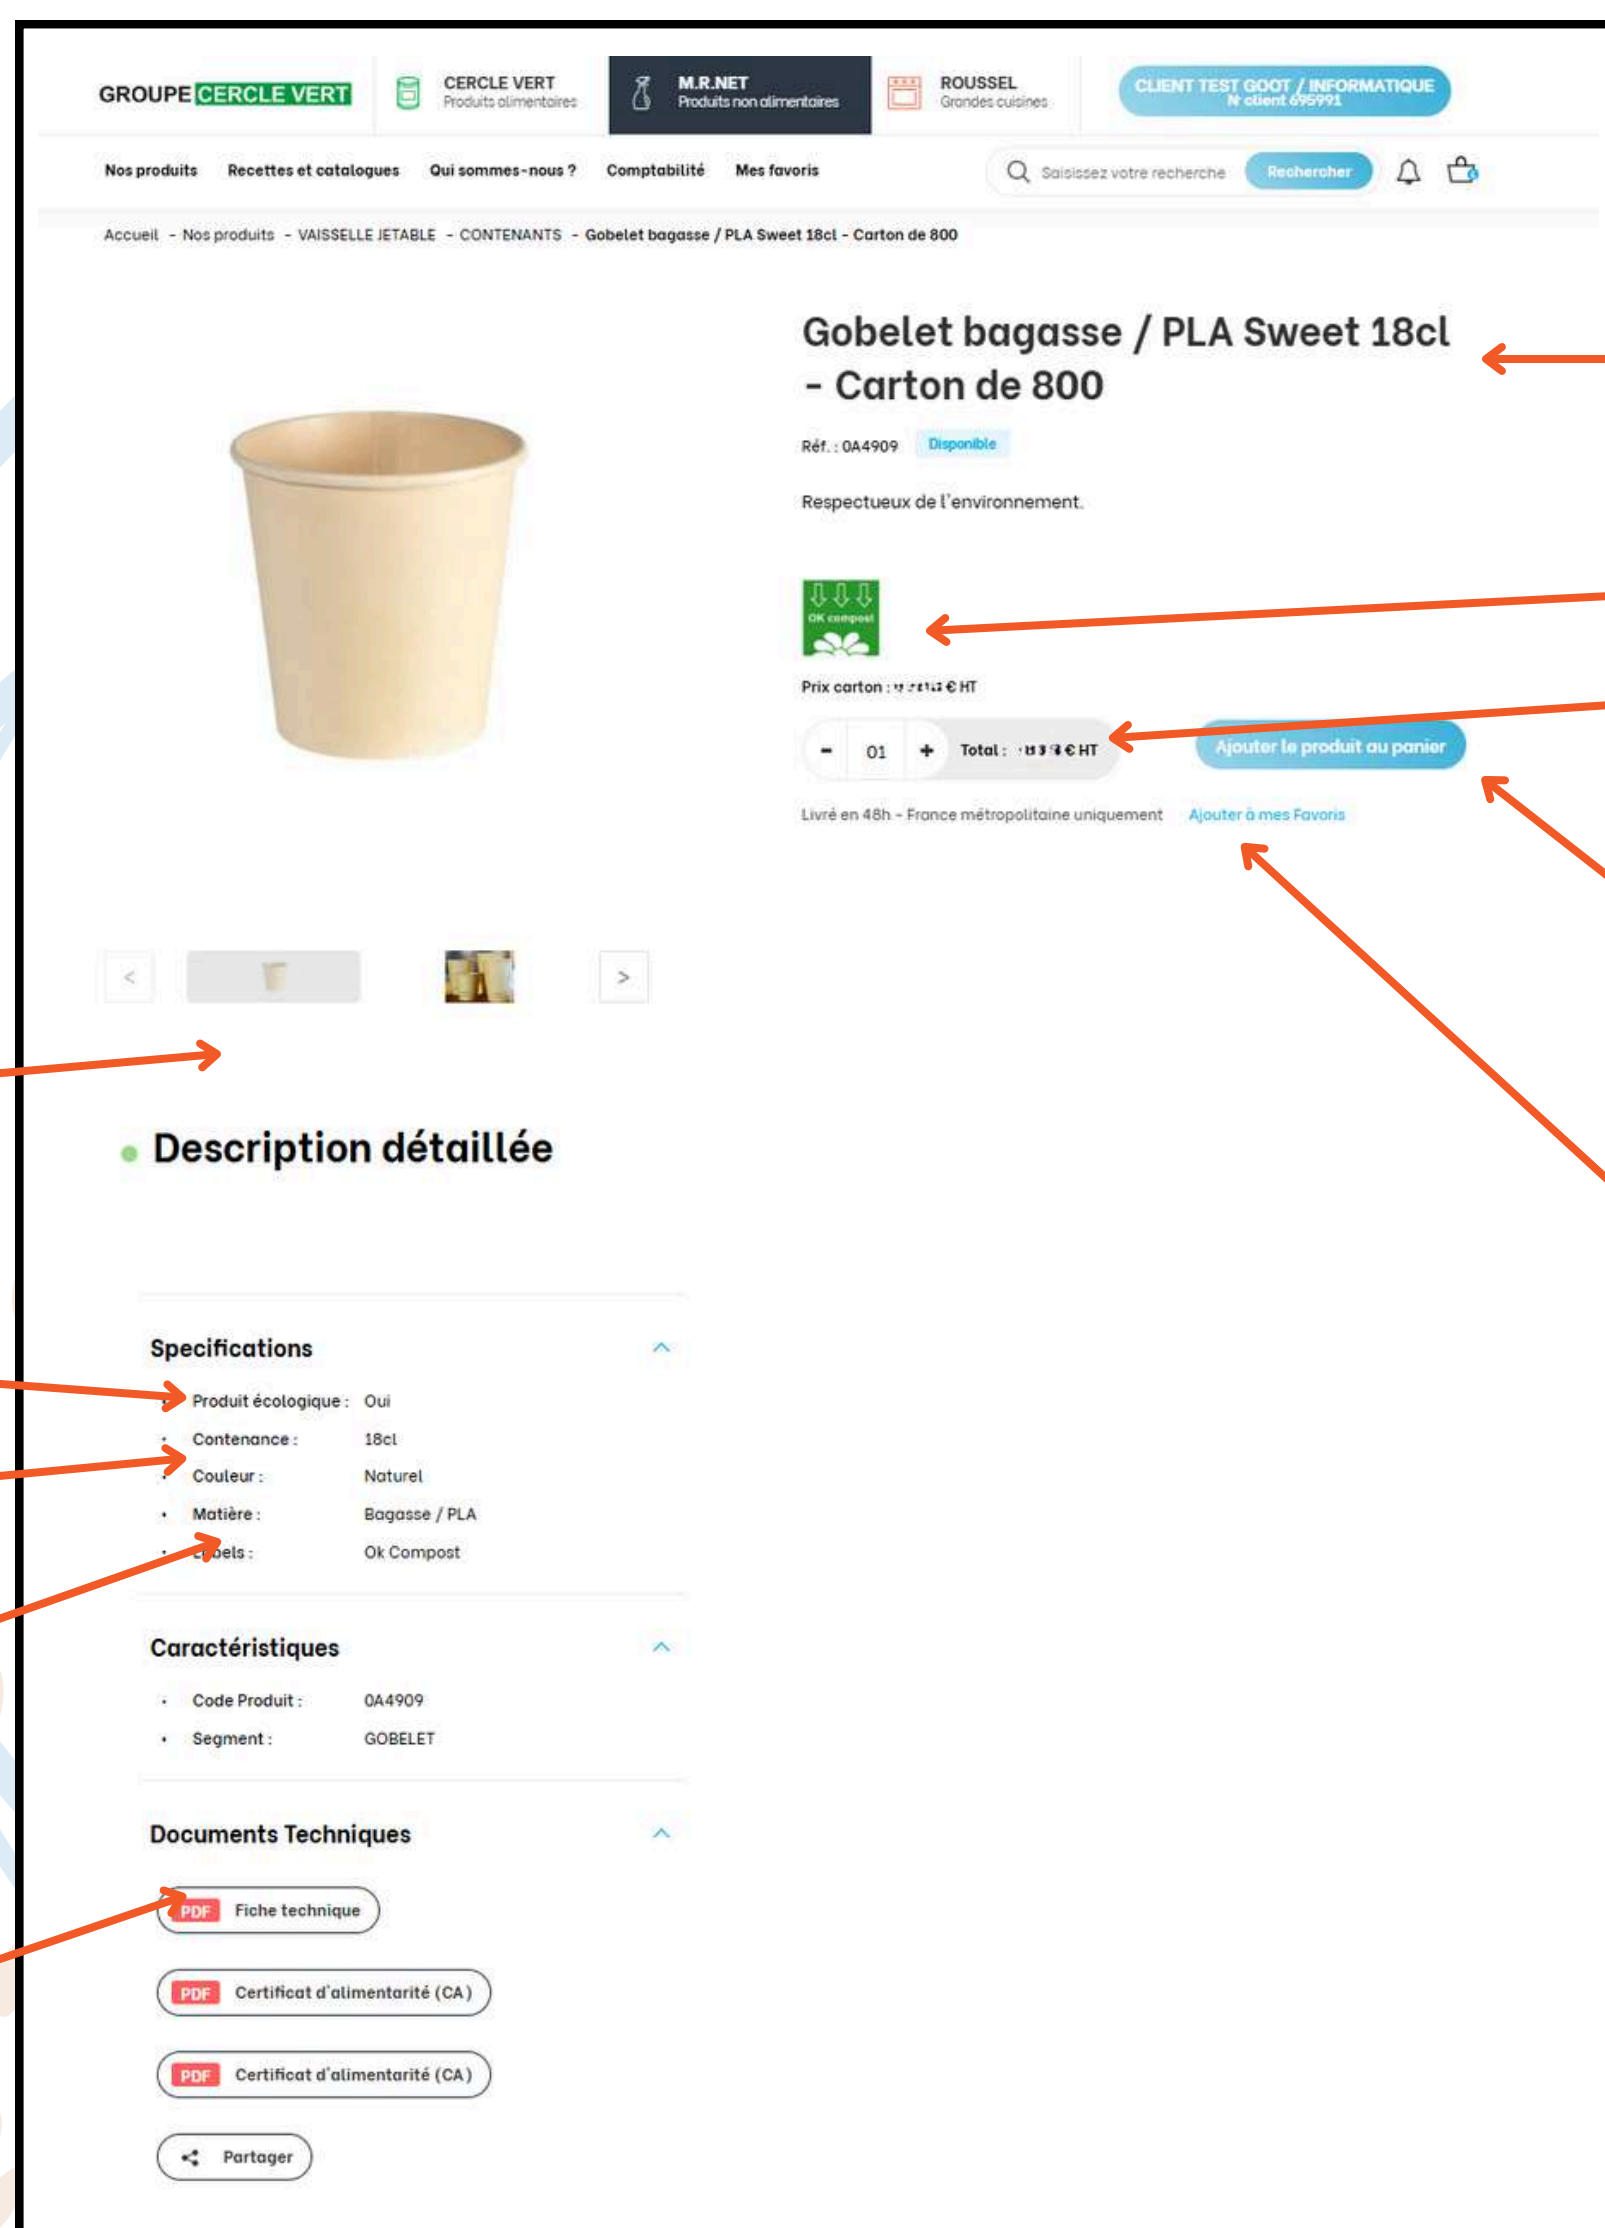 GROUPE CERCLE VERT
CERCLE VERT
Produits alimentaires
M.R.NET
Produits non alimentaires
ROUSSEL
Grandes cuisines
CLIENT TEST GOOT / INFORMATIQUE
N° client 695991
Nos produits Recettes et catalogues Qui sommes-nous ? Comptabilité Mes favoris
Saisissez votre recherche Rechercher
Accueil - Nos produits - VAISSELLE JETABLE - CONTENANTS - Gobelet bagasse / PLA Sweet 18cl - Carton de 800
Gobelet bagasse / PLA Sweet 18cl
- Carton de 800
Réf. : 0A4909 Disponible
Respectueux de l'environnement.
OK compost
Prix carton : € HT
- 01 + Total : € HT
Ajouter le produit au panier
Livré en 48h - France métropolitaine uniquement Ajouter à mes Favoris
< >
Description détaillée
Specifications
• Produit écologique : Oui
• Contenance : 18cl
• Couleur : Naturel
• Matière : Bagasse / PLA
• Labels : Ok Compost
Caractéristiques
• Code Produit : 0A4909
• Segment : GOBELET
Documents Techniques
PDF Fiche technique
PDF Certificat d'alimentarité (CA)
PDF Certificat d'alimentarité (CA)
Partager